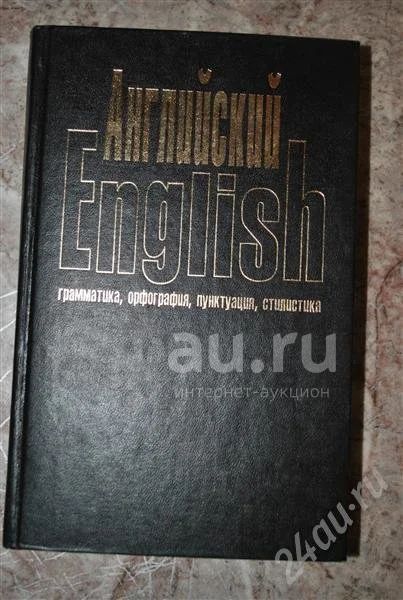 Английский
English
грамматика, орфография, пунктуация, стилистика
au.ru
интернет-аукцион
24au.ru